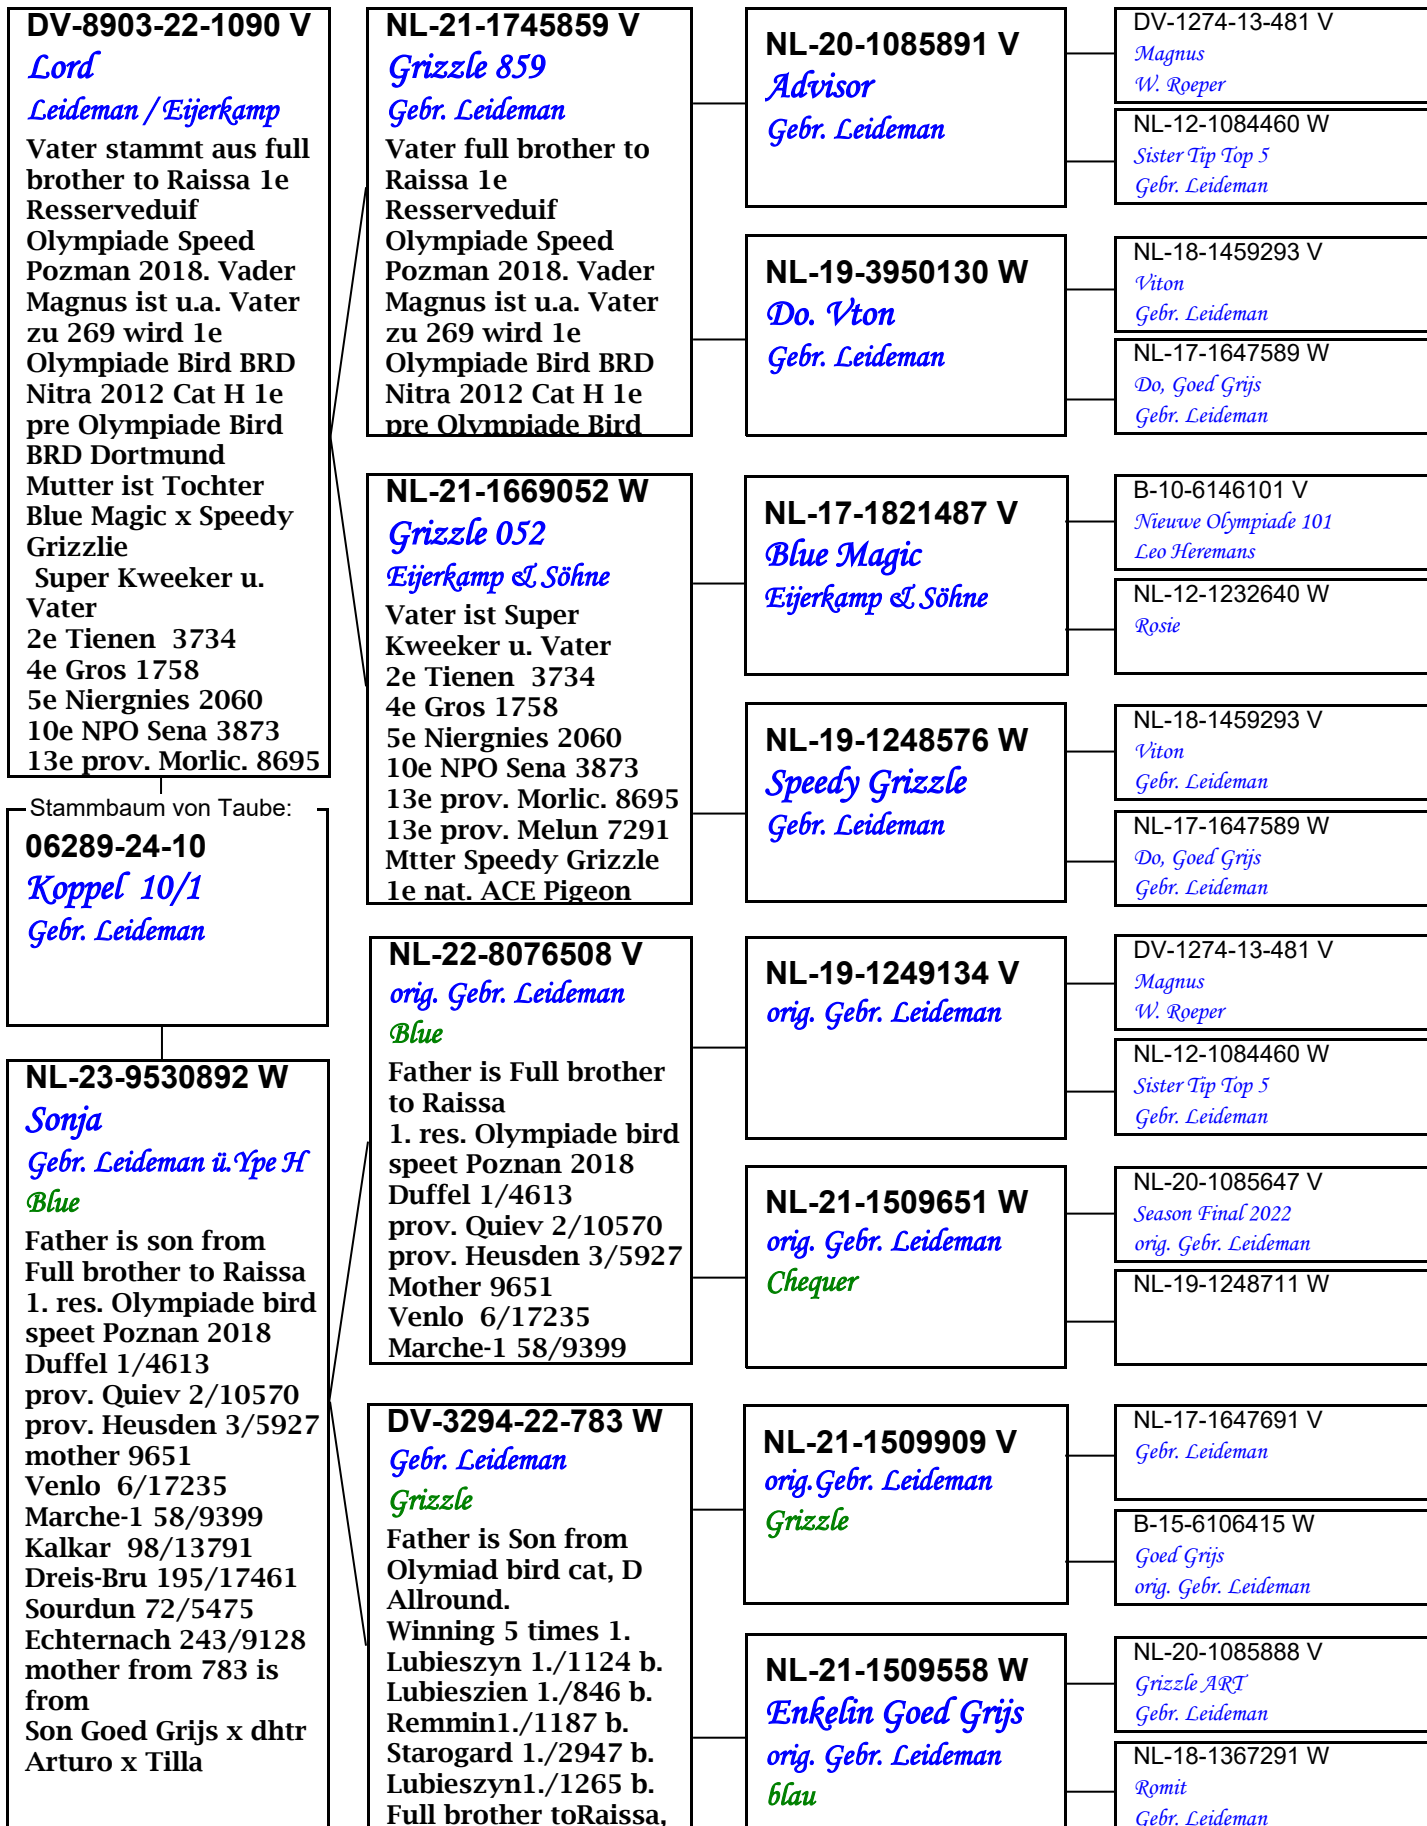 DV-8903-22-1090 V
Lord
Leideman / Eijerkamp
Vater stammt aus full
brother to Raissa 1e
Resserveduif
Olympiade Speed
Pozman 2018. Vader
Magnus ist u.a. Vater
zu 269 wird 1e
Olympiade Bird BRD
Nitra 2012 Cat H 1e
pre Olympiade Bird
BRD Dortmund
Mutter ist Tochter
Blue Magic x Speedy
Grizzlie
Super Kweeker u.
Vater
2e Tienen 3734
4e Gros 1758
5e Niergnies 2060
10e NPO Sena 3873
13e prov. Morlic. 8695
Stammbaum von Taube:
06289-24-10
Koppel 10/1
Gebr. Leideman
NL-23-9530892 W
Sonja
Gebr. Leideman ü.Ype H
Blue
Father is son from
Full brother to Raissa
1. res. Olympiade bird
speet Poznan 2018
Duffel 1/4613
prov. Quiev 2/10570
prov. Heusden 3/5927
mother 9651
Venlo 6/17235
Marche-1 58/9399
Kalkar 98/13791
Dreis-Bru 195/17461
Sourdun 72/5475
Echternach 243/9128
mother from 783 is
from
Son Goed Grijs x dhtr
Arturo x Tilla
NL-21-1745859 V
Grizzle 859
Gebr. Leideman
Vater full brother to
Raissa 1e
Resserveduif
Olympiade Speed
Pozman 2018. Vader
Magnus ist u.a. Vater
zu 269 wird 1e
Olympiade Bird BRD
Nitra 2012 Cat H 1e
pre Olympiade Bird
NL-21-1669052 W
Grizzle 052
Eijerkamp & Söhne
Vater ist Super
Kweeker u. Vater
2e Tienen 3734
4e Gros 1758
5e Niergnies 2060
10e NPO Sena 3873
13e prov. Morlic. 8695
13e prov. Melun 7291
Mtter Speedy Grizzle
1e nat. ACE Pigeon
NL-22-8076508 V
orig. Gebr. Leideman
Blue
Father is Full brother
to Raissa
1. res. Olympiade bird
speet Poznan 2018
Duffel 1/4613
prov. Quiev 2/10570
prov. Heusden 3/5927
Mother 9651
Venlo 6/17235
Marche-1 58/9399
DV-3294-22-783 W
Gebr. Leideman
Grizzle
Father is Son from
Olymiad bird cat, D
Allround.
Winning 5 times 1.
Lubieszyn 1./1124 b.
Lubieszien 1./846 b.
Remmin1./1187 b.
Starogard 1./2947 b.
Lubieszyn1./1265 b.
Full brother toRaissa,
NL-20-1085891 V
Advisor
Gebr. Leideman
NL-19-3950130 W
Do. Vton
Gebr. Leideman
NL-17-1821487 V
Blue Magic
Eijerkamp & Söhne
NL-19-1248576 W
Speedy Grizzle
Gebr. Leideman
NL-19-1249134 V
orig. Gebr. Leideman
NL-21-1509651 W
orig. Gebr. Leideman
Chequer
NL-21-1509909 V
orig.Gebr. Leideman
Grizzle
NL-21-1509558 W
Enkelin Goed Grijs
orig. Gebr. Leideman
blau
DV-1274-13-481 V
Magnus
W. Roeper
NL-12-1084460 W
Sister Tip Top 5
Gebr. Leideman
NL-18-1459293 V
Viton
Gebr. Leideman
NL-17-1647589 W
Do, Goed Grijs
Gebr. Leideman
B-10-6146101 V
Nieuwe Olympiade 101
Leo Heremans
NL-12-1232640 W
Rosie
NL-18-1459293 V
Viton
Gebr. Leideman
NL-17-1647589 W
Do, Goed Grijs
Gebr. Leideman
DV-1274-13-481 V
Magnus
W. Roeper
NL-12-1084460 W
Sister Tip Top 5
Gebr. Leideman
NL-20-1085647 V
Season Final 2022
orig. Gebr. Leideman
NL-19-1248711 W
NL-17-1647691 V
Gebr. Leideman
B-15-6106415 W
Goed Grijs
orig. Gebr. Leideman
NL-20-1085888 V
Grizzle ART
Gebr. Leideman
NL-18-1367291 W
Romit
Gebr. Leideman